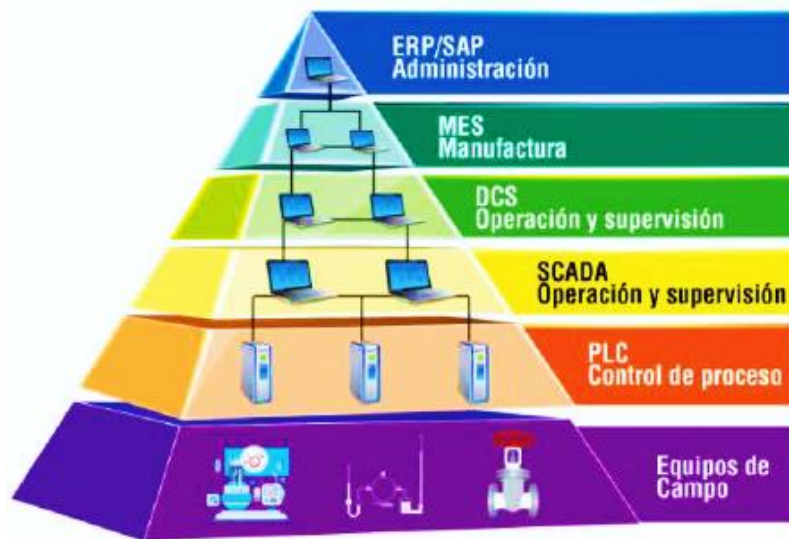 ERP/SAP
Administración
MES
Manufactura
DCS
Operación y supervisión
SCADA
Operación y supervisión
PLC
Control de proceso
Equipos de
Campo